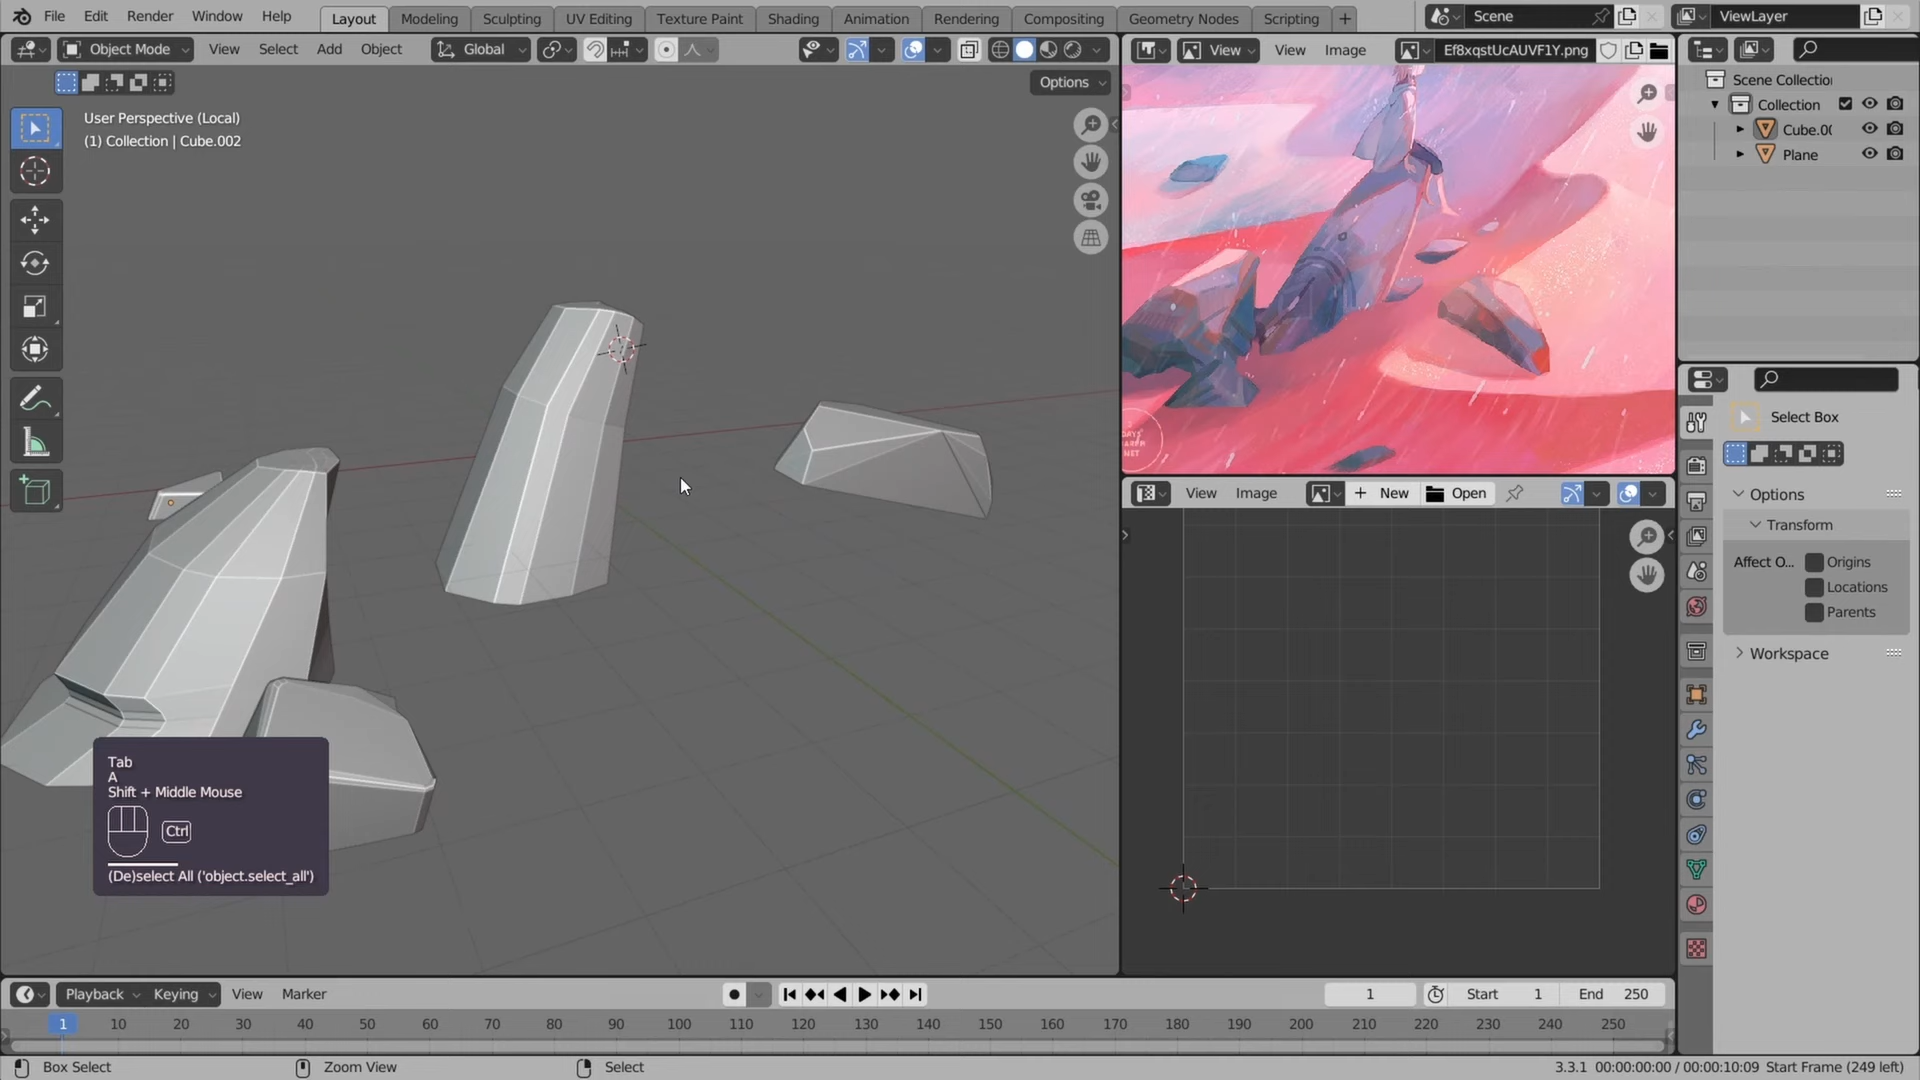 File Edit Render Window Help Layout Modeling Sculpting UV Editing Texture Paint Shading Animation Rendering Compositing Geometry Nodes Scripting + Scene ViewLayer
Object Mode View Select Add Object Global
View View Image Ef8xqstUcAUVF1Y.png
Options
User Perspective (Local)
(1) Collection | Cube.002
Scene Collection
Collection
Cube.00
Plane
View Image + New Open
Select Box
Options
Transform
Affect O... Origins
Locations
Parents
Workspace
Tab
A
Shift + Middle Mouse
Ctrl
(De)select All ('object.select_all')
Playback Keying View Marker 1 Start 1 End 250
1 10 20 30 40 50 60 70 80 90 100 110 120 130 140 150 160 170 180 190 200 210 220 230 240 250
Box Select Zoom View Select 3.3.1 00:00:00:00 / 00:00:10:09 Start Frame (249 left)